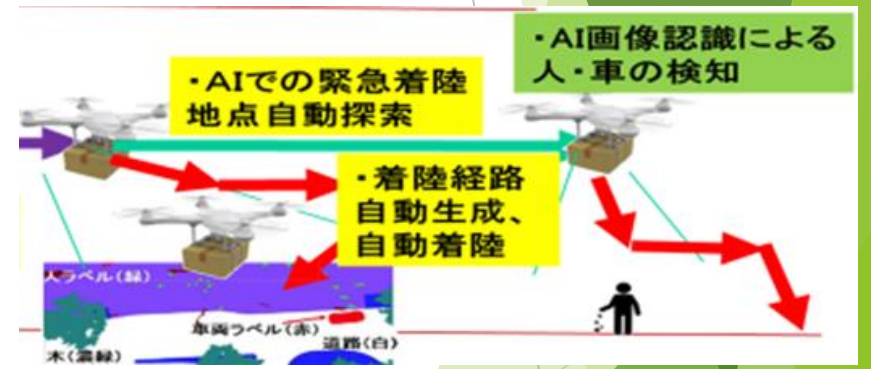 ・AI画像認識による
人・車の検知
・AIでの緊急着陸
地点自動探索
・着陸経路
自動生成、
自動着陸
人ラベル(緑)
車両ラベル(赤)
道路(白)
木(濃緑)